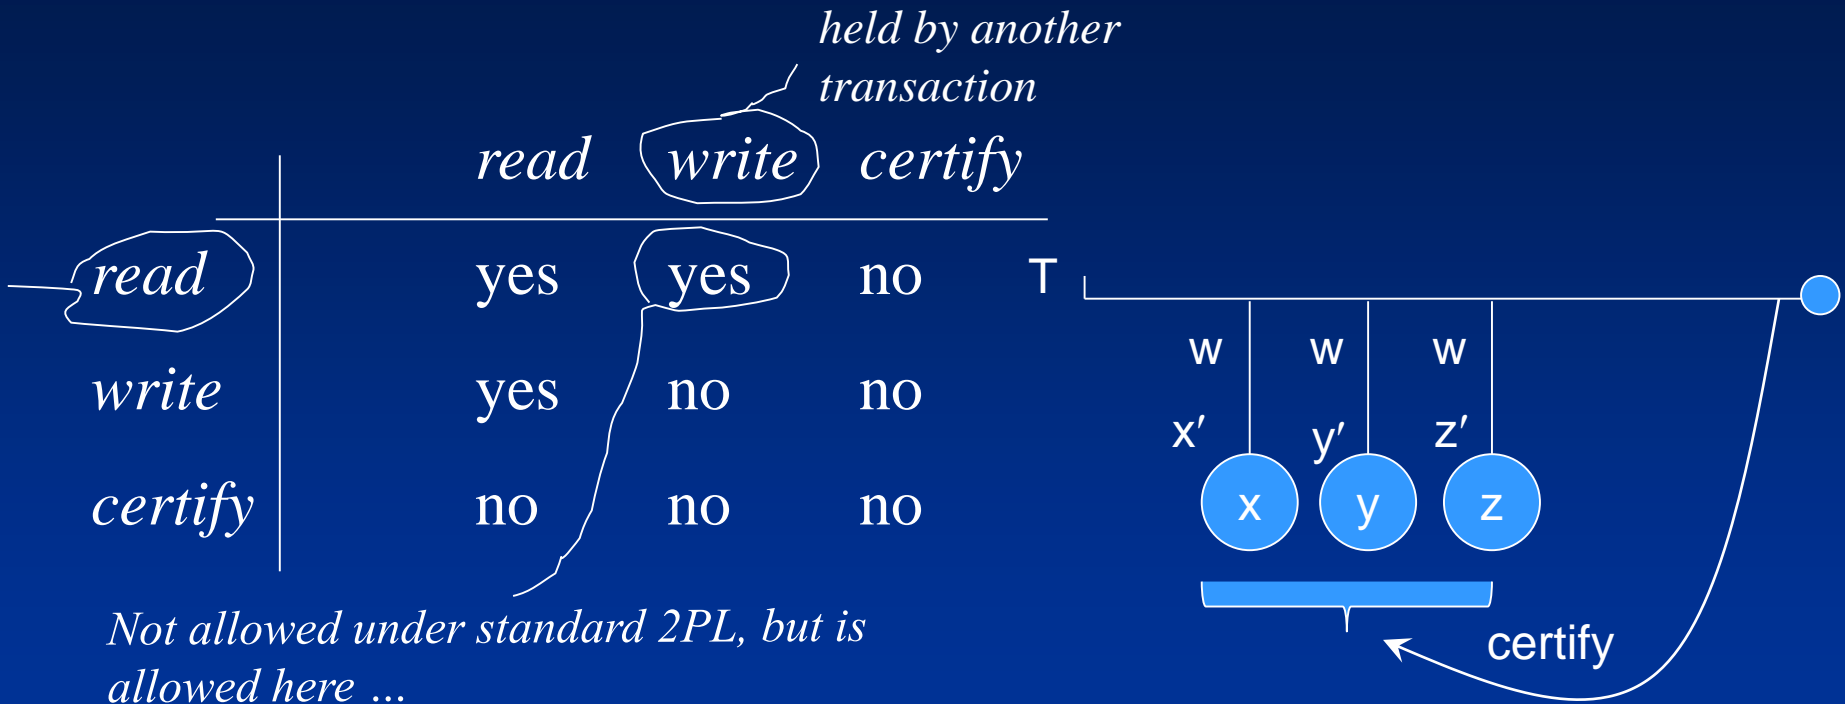 held by another
transaction
read write certify
read yes yes no
write yes no no
certify no no no
Not allowed under standard 2PL, but is
allowed here ...
T
w w w
x′ y′ z′
x y z
certify